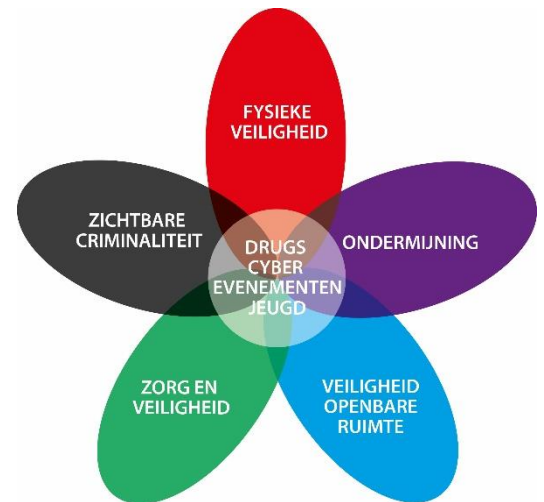 FYSIEKE
VEILIGHEID
ZICHTBARE
CRIMINALITEIT
DRUGS
CYBER
EVENEMENTEN
JEUGD
ONDERMIJNING
ZORG EN
VEILIGHEID
VEILIGHEID
OPENBARE
RUIMTE